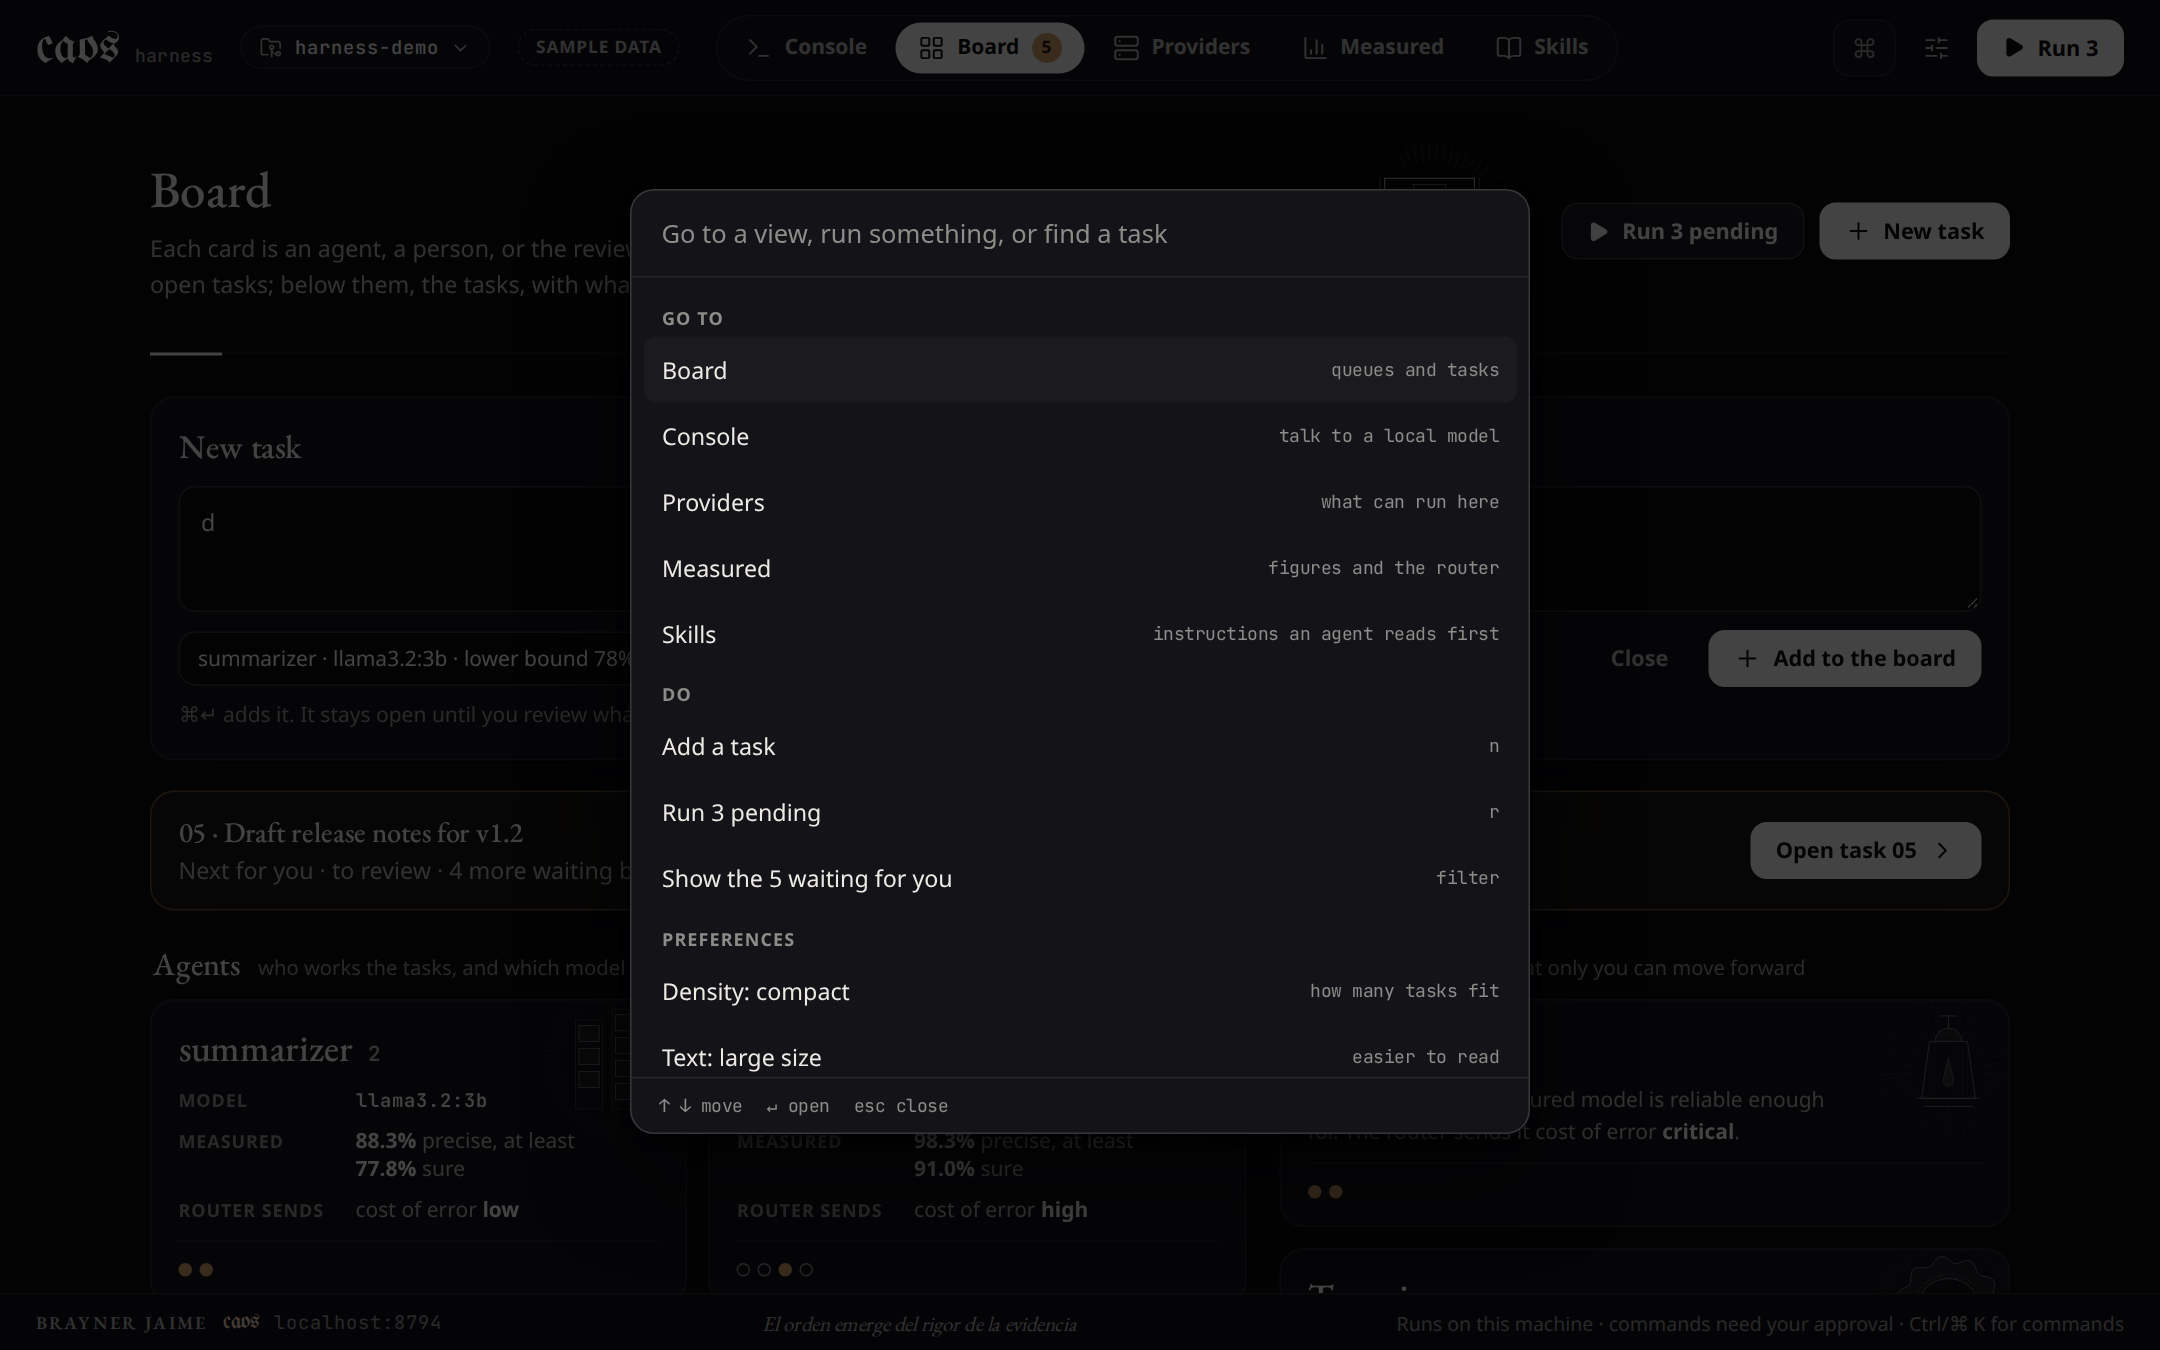 caos harness
harness-demo
SAMPLE DATA
Console
Board 5
Providers
Measured
Skills
⌘
Run 3
Board
Each card is an agent, a person, or the review
open tasks; below them, the tasks, with wha
Run 3 pending
+ New task
Go to a view, run something, or find a task
GO TO
Board queues and tasks
Console talk to a local model
Providers what can run here
Measured figures and the router
Skills instructions an agent reads first
DO
Add a task n
Run 3 pending r
Show the 5 waiting for you filter
PREFERENCES
Density: compact how many tasks fit
Text: large size easier to read
↑ ↓ move ↵ open esc close
New task
d
summarizer · llama3.2:3b · lower bound 78%
Close
+ Add to the board
⌘↵ adds it. It stays open until you review wha
05 · Draft release notes for v1.2
Next for you · to review · 4 more waiting b
Open task 05
Agents who works the tasks, and which model
at only you can move forward
summarizer 2
MODEL llama3.2:3b
MEASURED 88.3% precise, at least
77.8% sure
ROUTER SENDS cost of error low
MEASURED 98.3% precise, at least
91.0% sure
ROUTER SENDS cost of error high
ured model is reliable enough
for. The router sends it cost of error critical.
BRAYNER JAIME caos localhost:8794
El orden emerge del rigor de la evidencia
Runs on this machine · commands need your approval · Ctrl/⌘ K for commands